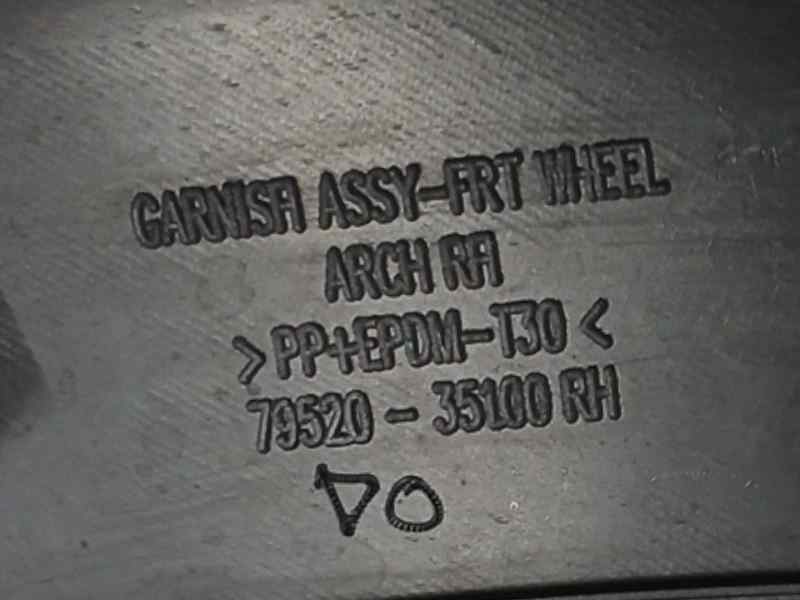 GARNISH ASSY-FRT WHEEL
ARCH RH
>PP+EPDM-T30<
79520-35100 RH